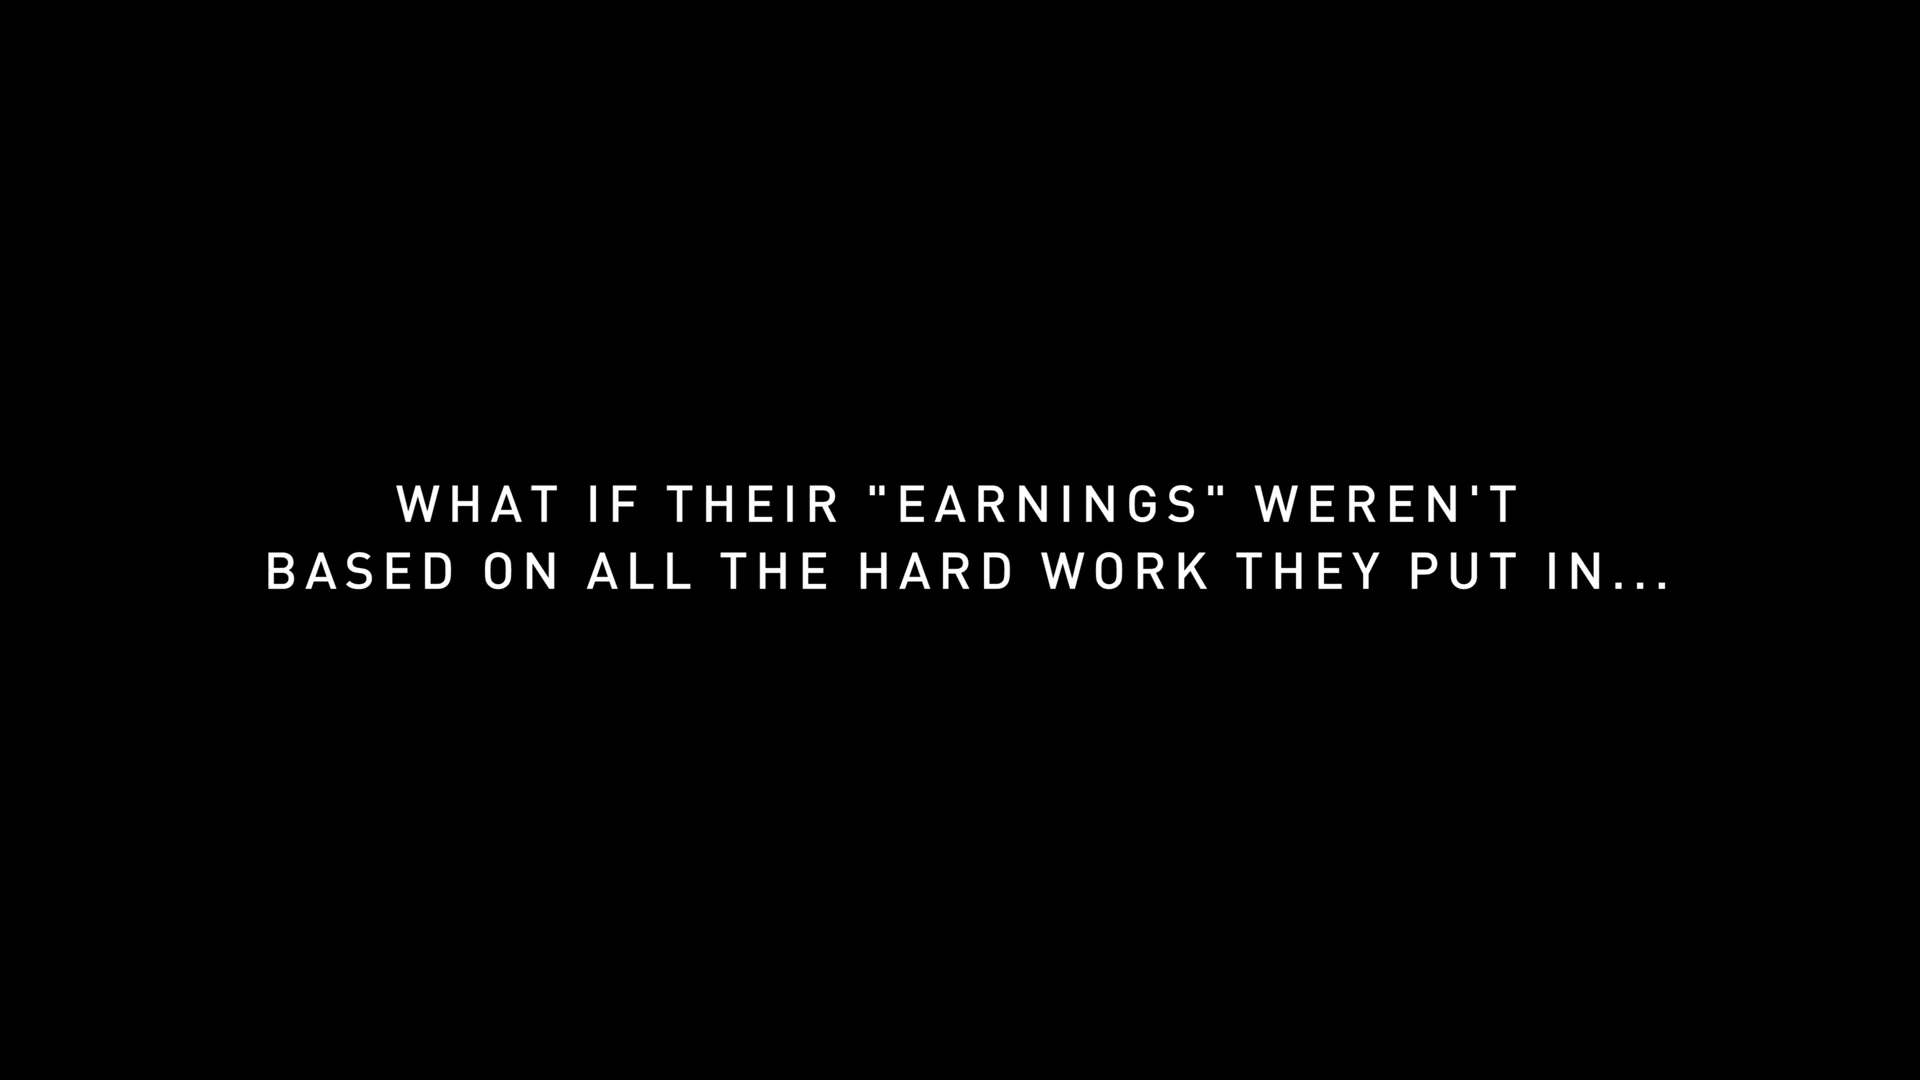 WHAT IF THEIR "EARNINGS" WEREN'T
BASED ON ALL THE HARD WORK THEY PUT IN...